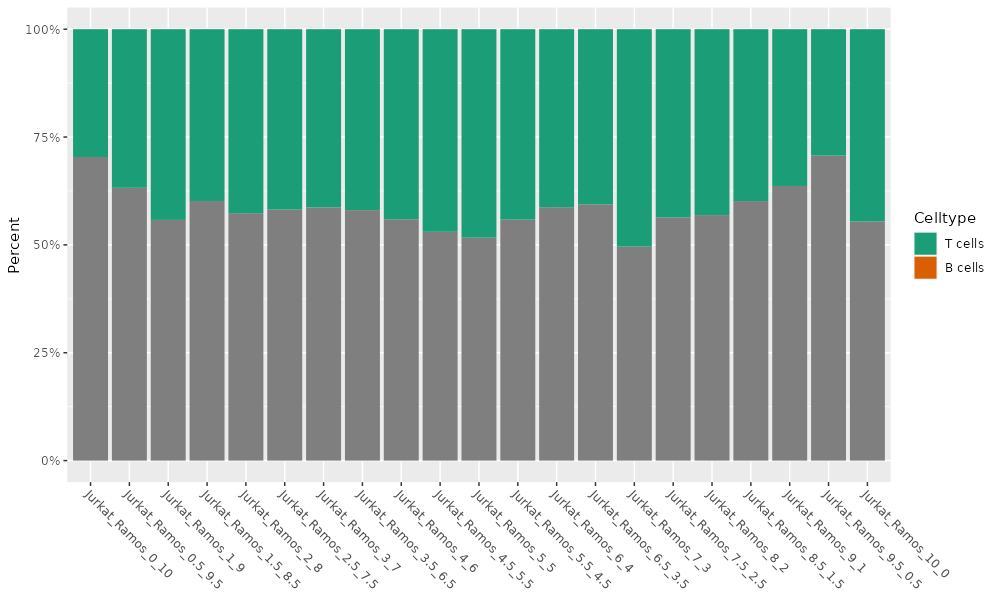 100%
75%
50%
25%
0%
Percent
Jurkat_Ramos_0_10
Jurkat_Ramos_0.5_9.5
Jurkat_Ramos_1_9
Jurkat_Ramos_1.5_8.5
Jurkat_Ramos_2_8
Jurkat_Ramos_2.5_7.5
Jurkat_Ramos_3_7
Jurkat_Ramos_3.5_6.5
Jurkat_Ramos_4_6
Jurkat_Ramos_4.5_5.5
Jurkat_Ramos_5_5
Jurkat_Ramos_5.5_4.5
Jurkat_Ramos_6_4
Jurkat_Ramos_6.5_3.5
Jurkat_Ramos_7_3
Jurkat_Ramos_7.5_2.5
Jurkat_Ramos_8_2
Jurkat_Ramos_8.5_1.5
Jurkat_Ramos_9_1
Jurkat_Ramos_9.5_0.5
Jurkat_Ramos_10_0
Celltype
T cells
B cells